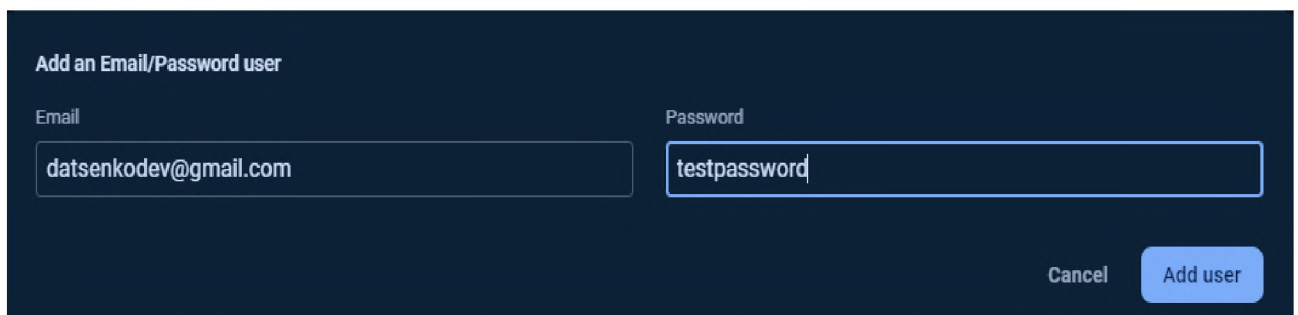 Add an Email/Password user
Email Password
datsenkodev@gmail.com testpassword
Cancel Add user